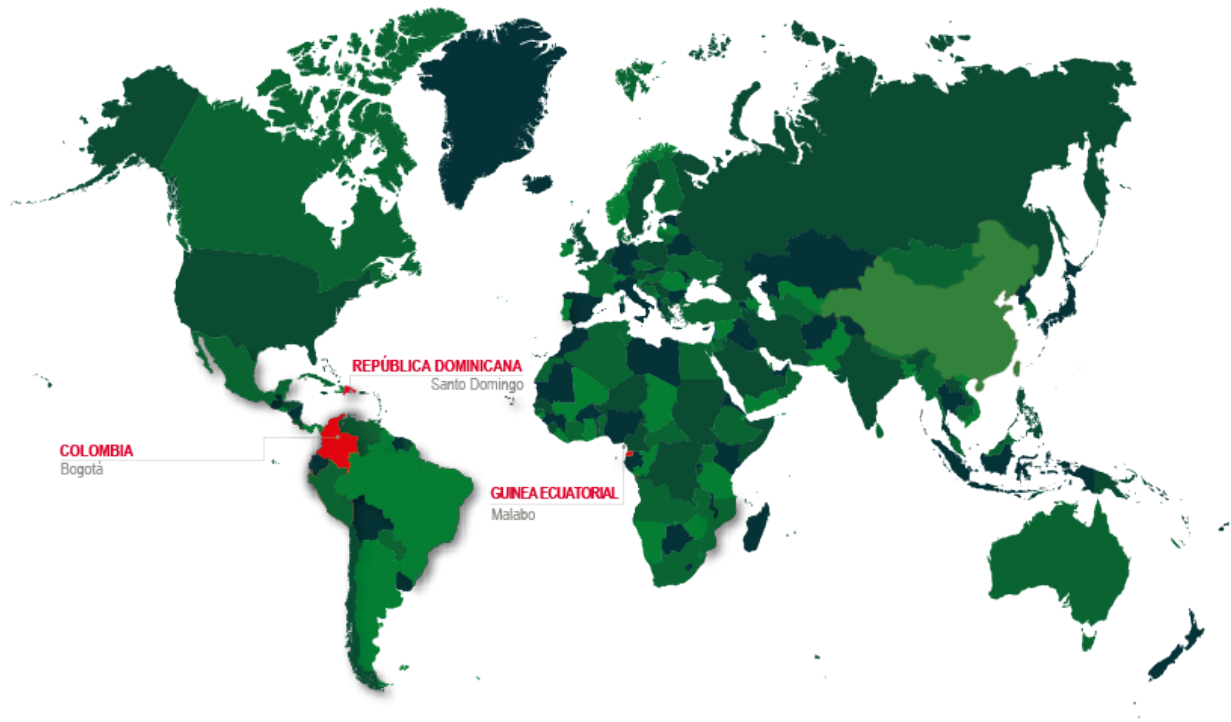 REPÚBLICA DOMINICANA
Santo Domingo
COLOMBIA
Bogotá
GUINEA ECUATORIAL
Malabo